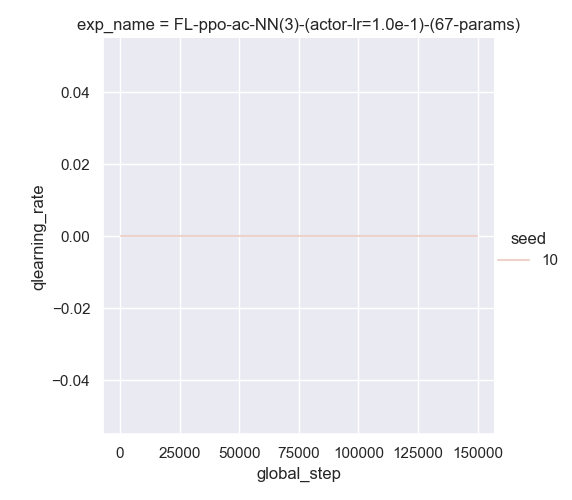 exp_name = FL-ppo-ac-NN(3)-(actor-lr=1.0e-1)-(67-params)
0.04
0.02
0.00
−0.02
−0.04
qlearning_rate
seed
10
0 25000 50000 75000 100000 125000 150000
global_step